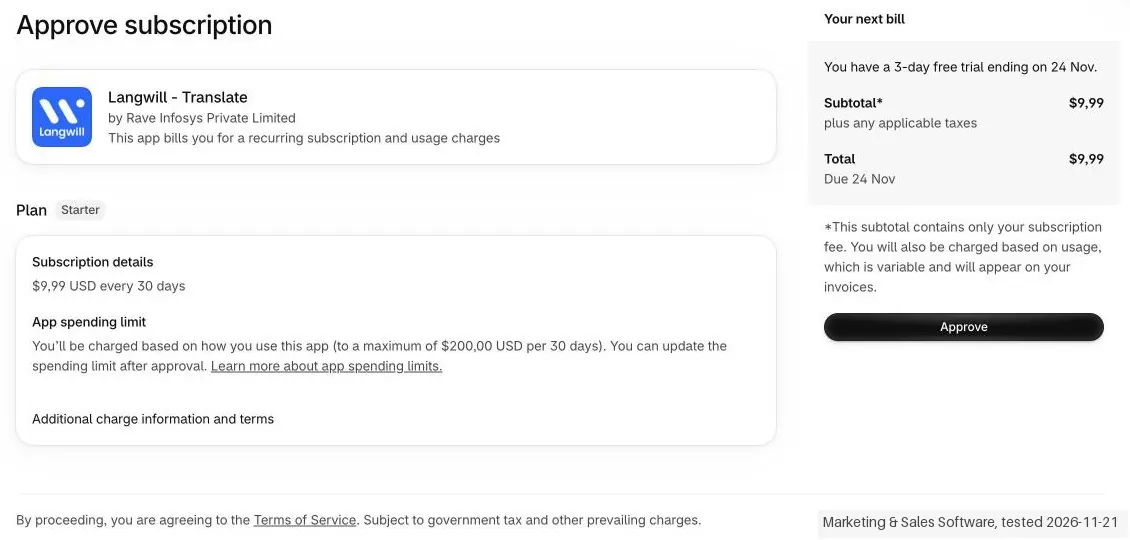 Approve subscription
Langwill
Langwill - Translate
by Rave Infosys Private Limited
This app bills you for a recurring subscription and usage charges
Plan Starter
Subscription details
$9,99 USD every 30 days
App spending limit
You'll be charged based on how you use this app (to a maximum of $200,00 USD per 30 days). You can update the
spending limit after approval. Learn more about app spending limits.
Additional charge information and terms
Your next bill
You have a 3-day free trial ending on 24 Nov.
Subtotal* $9,99
plus any applicable taxes
Total $9,99
Due 24 Nov
*This subtotal contains only your subscription
fee. You will also be charged based on usage,
which is variable and will appear on your
invoices.
Approve
By proceeding, you are agreeing to the Terms of Service. Subject to government tax and other prevailing charges.
Marketing & Sales Software, tested 2026-11-21